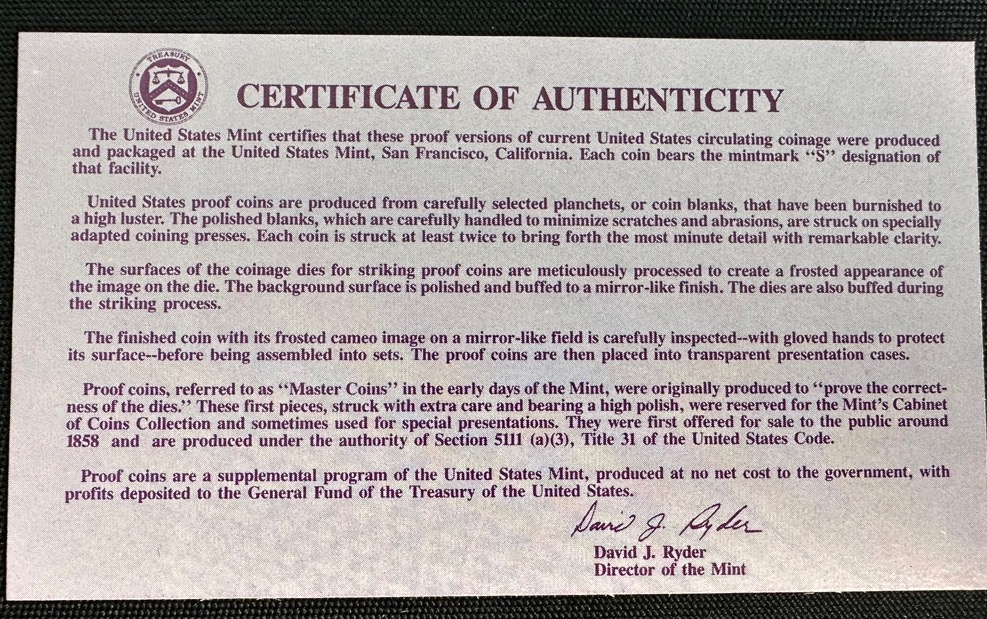 TREASURY
UNITED STATES MINT
CERTIFICATE OF AUTHENTICITY
The United States Mint certifies that these proof versions of current United States circulating coinage were produced
and packaged at the United States Mint, San Francisco, California. Each coin bears the mintmark “S” designation of
that facility.
United States proof coins are produced from carefully selected planchets, or coin blanks, that have been burnished to
a high luster. The polished blanks, which are carefully handled to minimize scratches and abrasions, are struck on specially
adapted coining presses. Each coin is struck at least twice to bring forth the most minute detail with remarkable clarity.
The surfaces of the coinage dies for striking proof coins are meticulously processed to create a frosted appearance of
the image on the die. The background surface is polished and buffed to a mirror-like finish. The dies are also buffed during
the striking process.
The finished coin with its frosted cameo image on a mirror-like field is carefully inspected--with gloved hands to protect
its surface--before being assembled into sets. The proof coins are then placed into transparent presentation cases.
Proof coins, referred to as “Master Coins” in the early days of the Mint, were originally produced to “prove the correct-
ness of the dies.” These first pieces, struck with extra care and bearing a high polish, were reserved for the Mint's Cabinet
of Coins Collection and sometimes used for special presentations. They were first offered for sale to the public around
1858 and are produced under the authority of Section 5111 (a)(3), Title 31 of the United States Code.
Proof coins are a supplemental program of the United States Mint, produced at no net cost to the government, with
profits deposited to the General Fund of the Treasury of the United States.
David J. Ryder
David J. Ryder
Director of the Mint